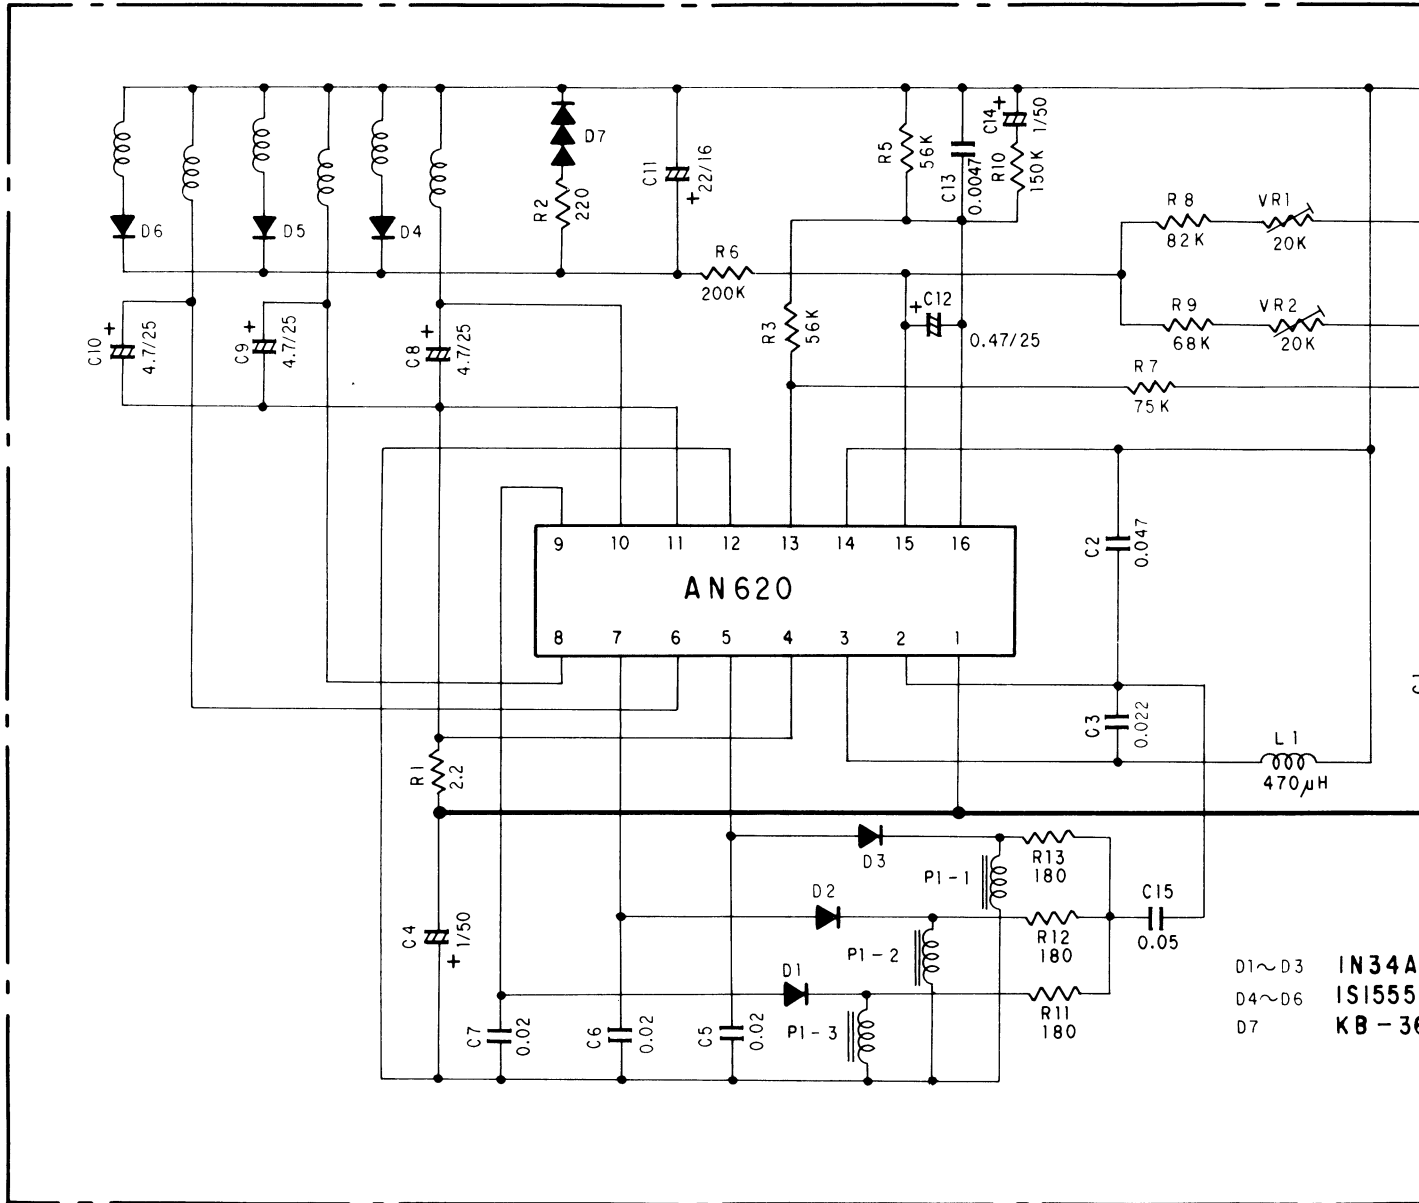 D6
D5
D4
D7
R2
220
C11
+
22/16
R5
56K
C13
0.0047
C14
+
1/50
R10
150K
R8
82K
VR1
20K
R6
200K
C12
+
0.47/25
R3
56K
R9
68K
VR2
20K
R7
75K
C10
+
4.7/25
C9
+
4.7/25
C8
+
4.7/25
9 10 11 12 13 14 15 16
AN620
8 7 6 5 4 3 2 1
C2
0.047
C3
0.022
L1
470μH
R1
2.2
D3
R13
180
P1-1
D2
C15
0.05
R12
180
P1-2
C4
1/50
+
D1
R11
180
P1-3
C7
0.02
C6
0.02
C5
0.02
D1~D3 1N34A
D4~D6 1S1555
D7 KB-36